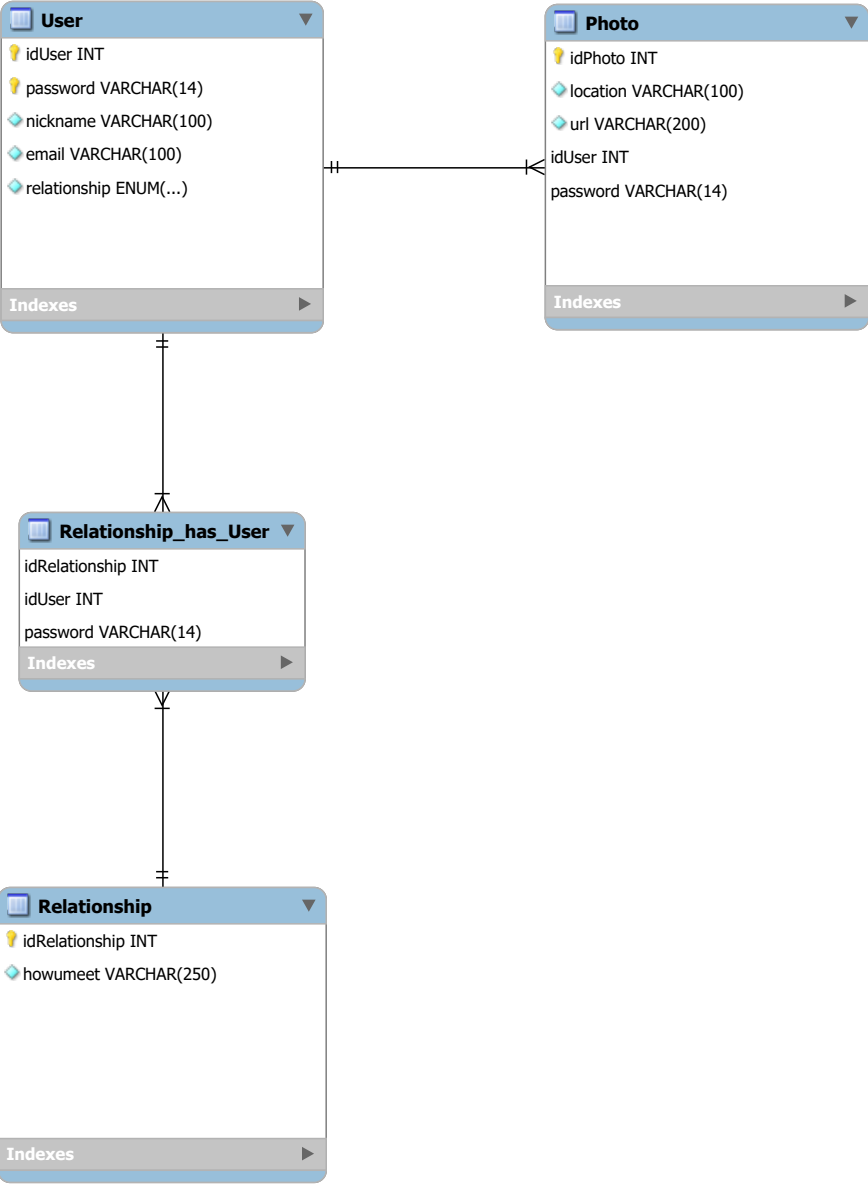 User
idUser INT
password VARCHAR(14)
nickname VARCHAR(100)
email VARCHAR(100)
relationship ENUM(...)
Indexes
Photo
idPhoto INT
location VARCHAR(100)
url VARCHAR(200)
idUser INT
password VARCHAR(14)
Indexes
Relationship_has_User
idRelationship INT
idUser INT
password VARCHAR(14)
Indexes
Relationship
idRelationship INT
howumeet VARCHAR(250)
Indexes